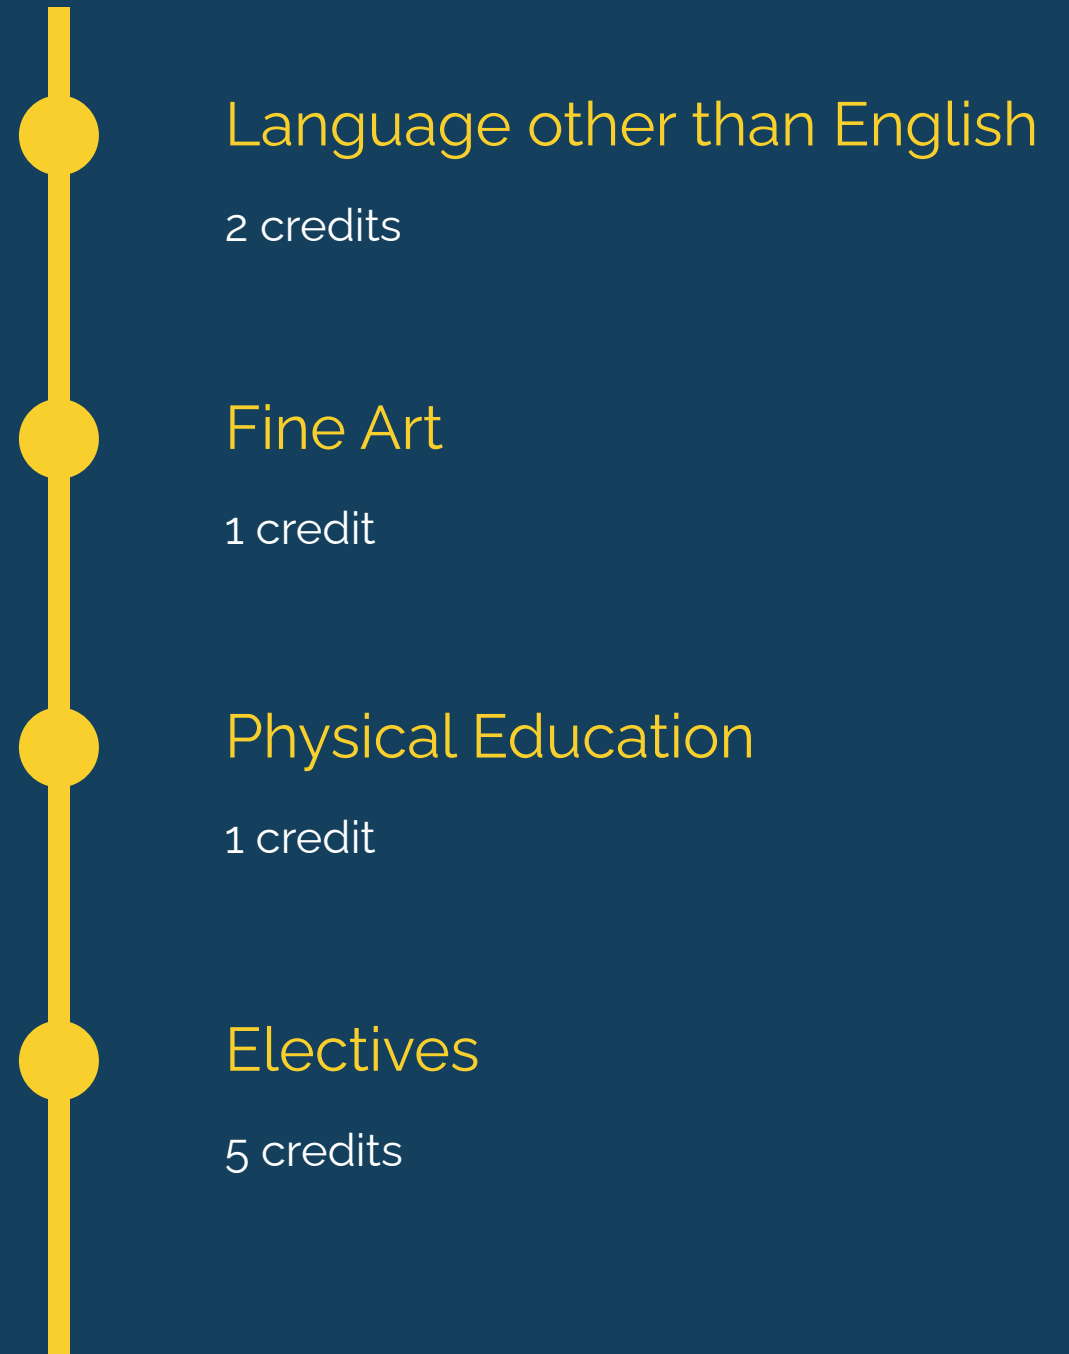 Language other than English
2 credits
Fine Art
1 credit
Physical Education
1 credit
Electives
5 credits